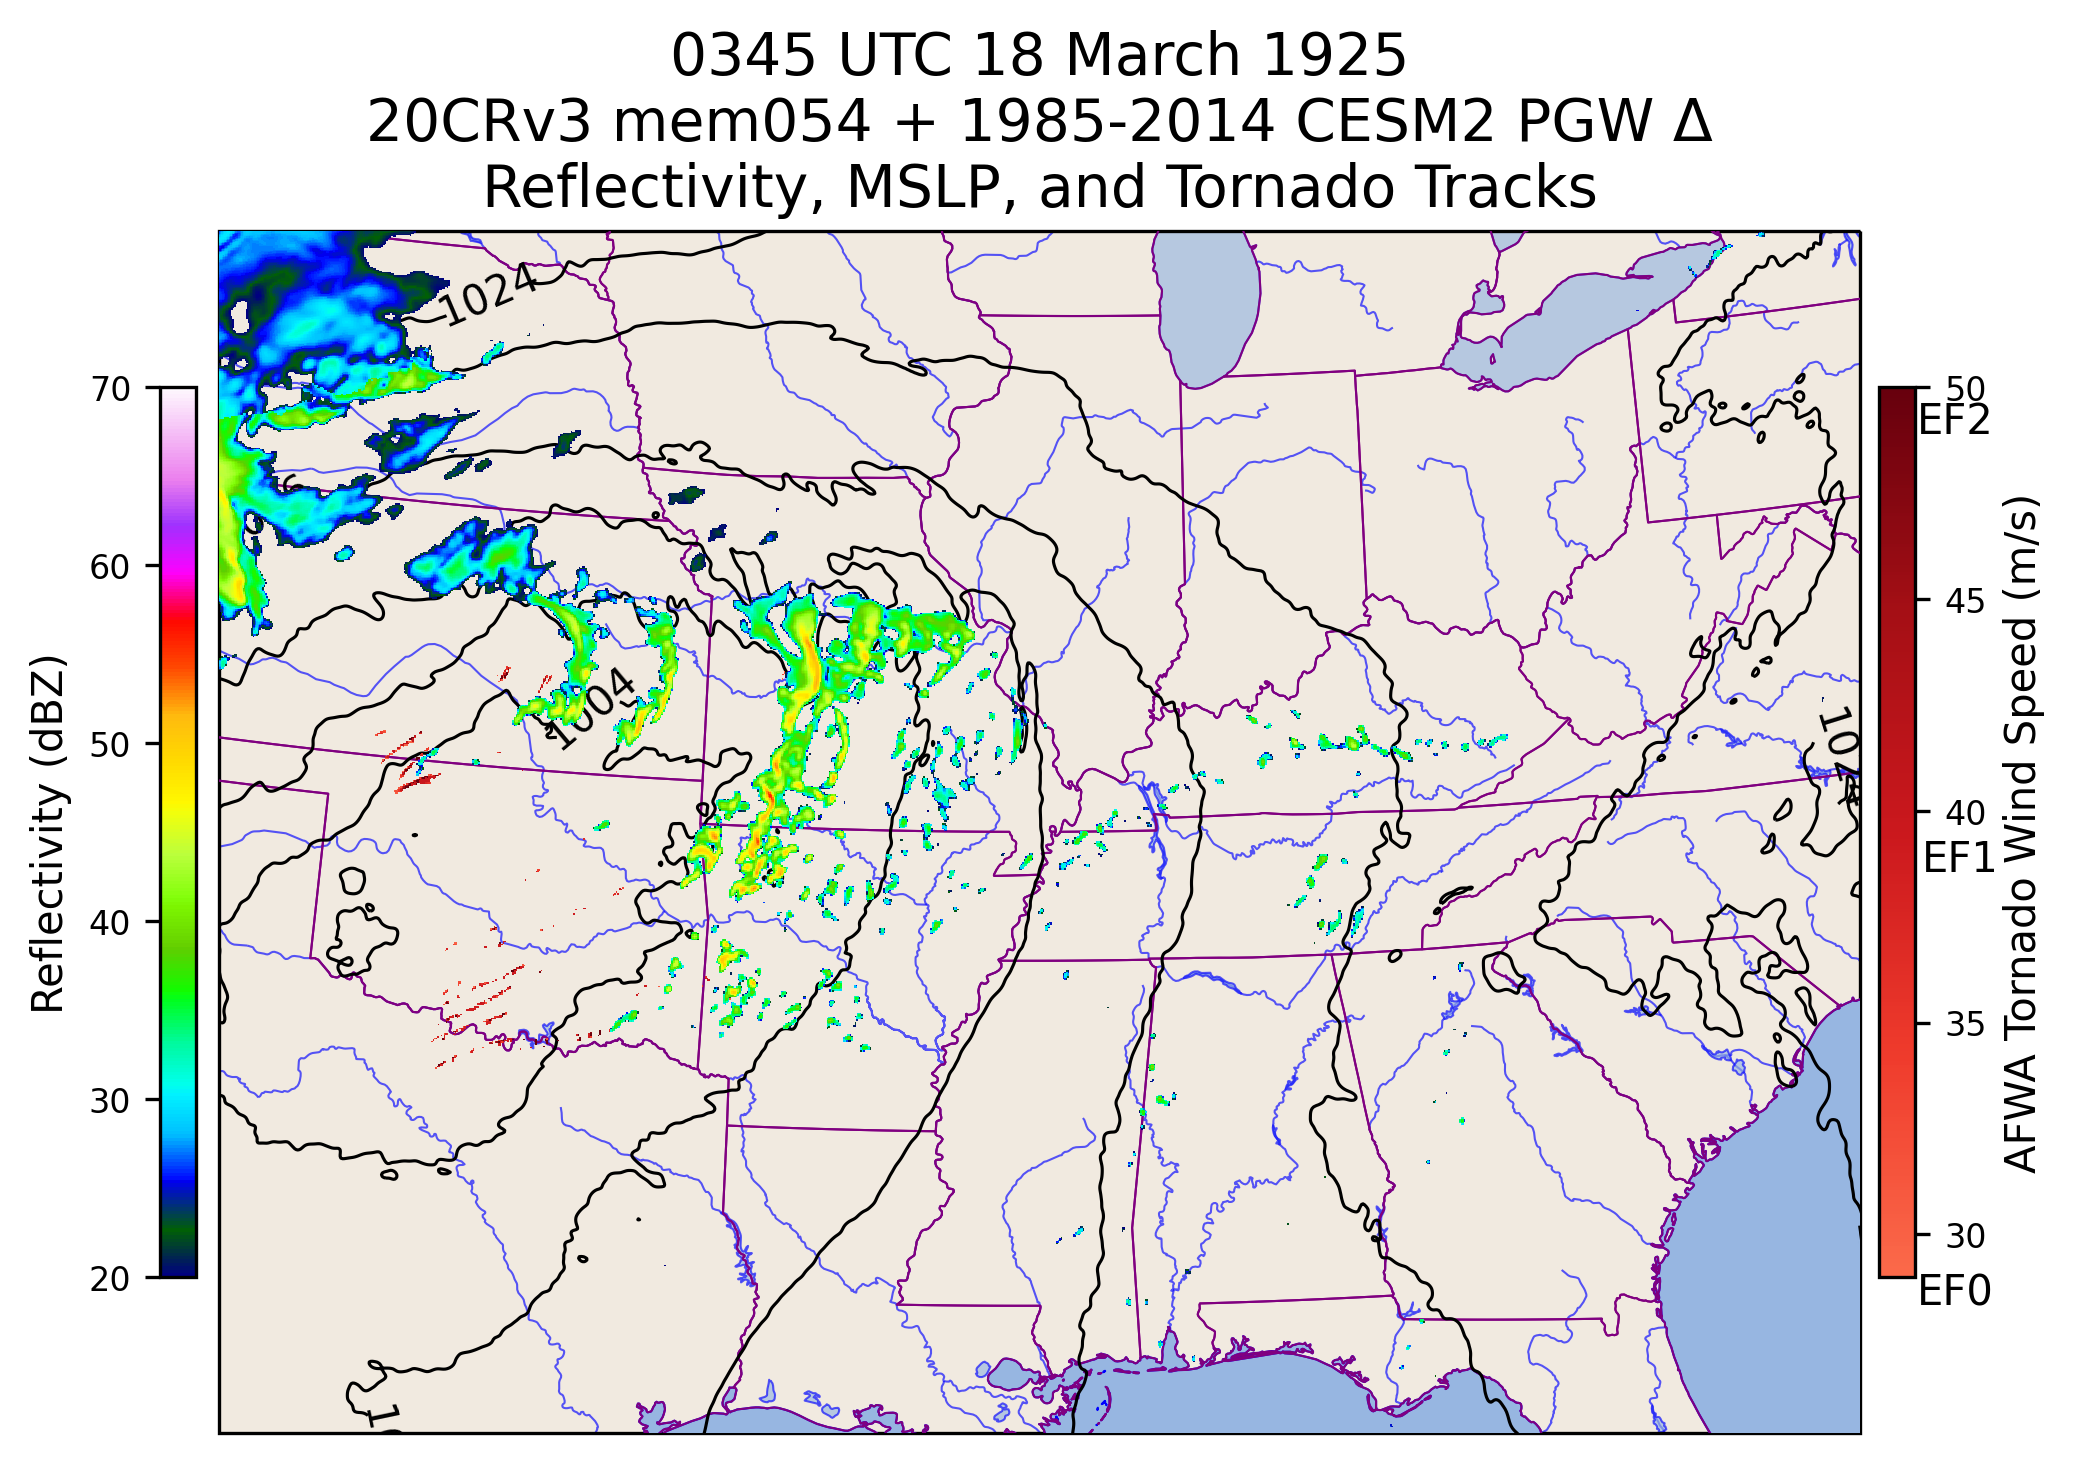 0345 UTC 18 March 1925
20CRv3 mem054 + 1985-2014 CESM2 PGW Δ
Reflectivity, MSLP, and Tornado Tracks
70
60
50
40
30
20
Reflectivity (dBZ)
1024
1004
1024
50
EF2
45
40
EF1
35
30
EF0
AFWA Tornado Wind Speed (m/s)